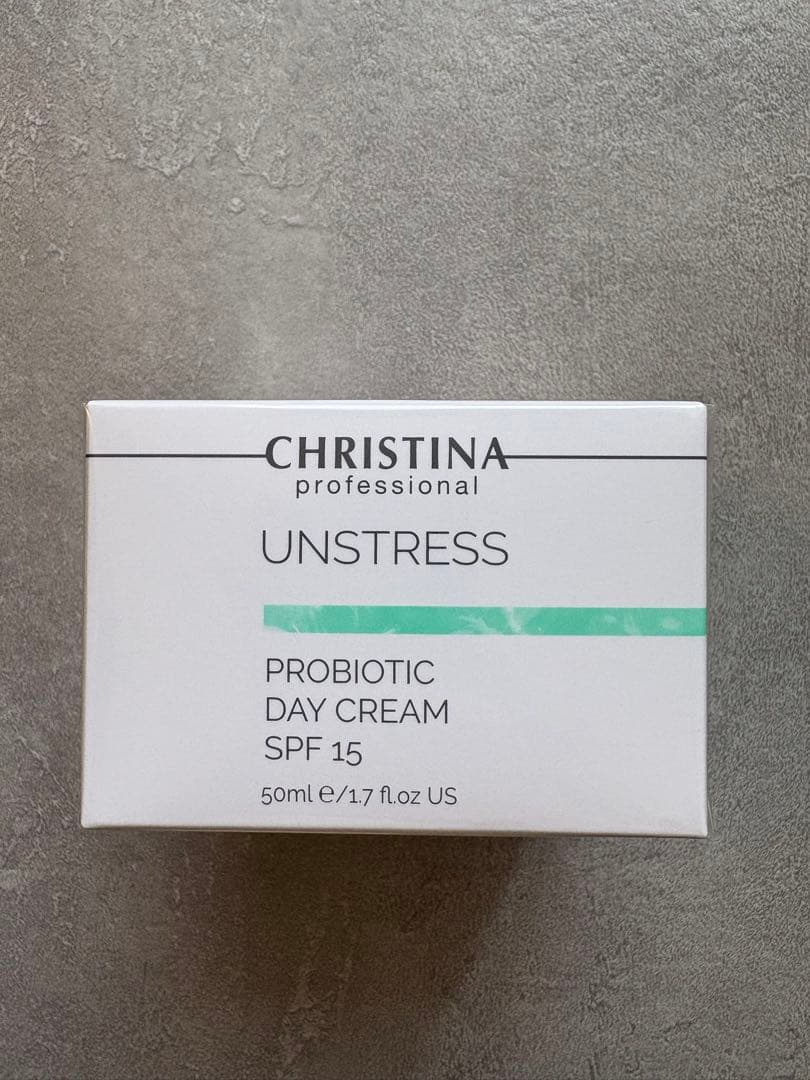 CHRISTINA
professional
UNSTRESS
PROBIOTIC
DAY CREAM
SPF 15
50ml ℮/1.7 fl.oz US